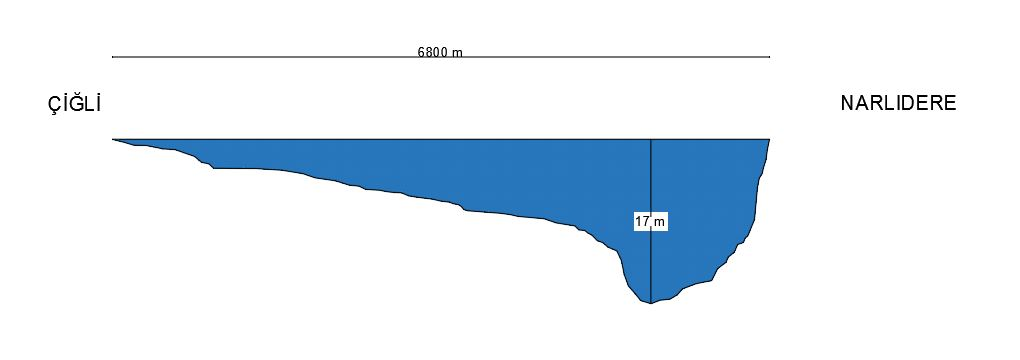 6800 m
ÇİĞLİ
NARLIDERE
17 m